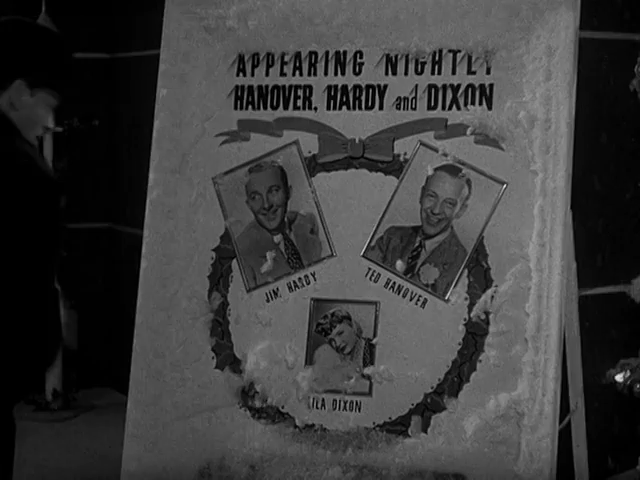 APPEARING NIGHTLY
HANOVER, HARDY and DIXON
JIM HARDY
TED HANOVER
LILA DIXON